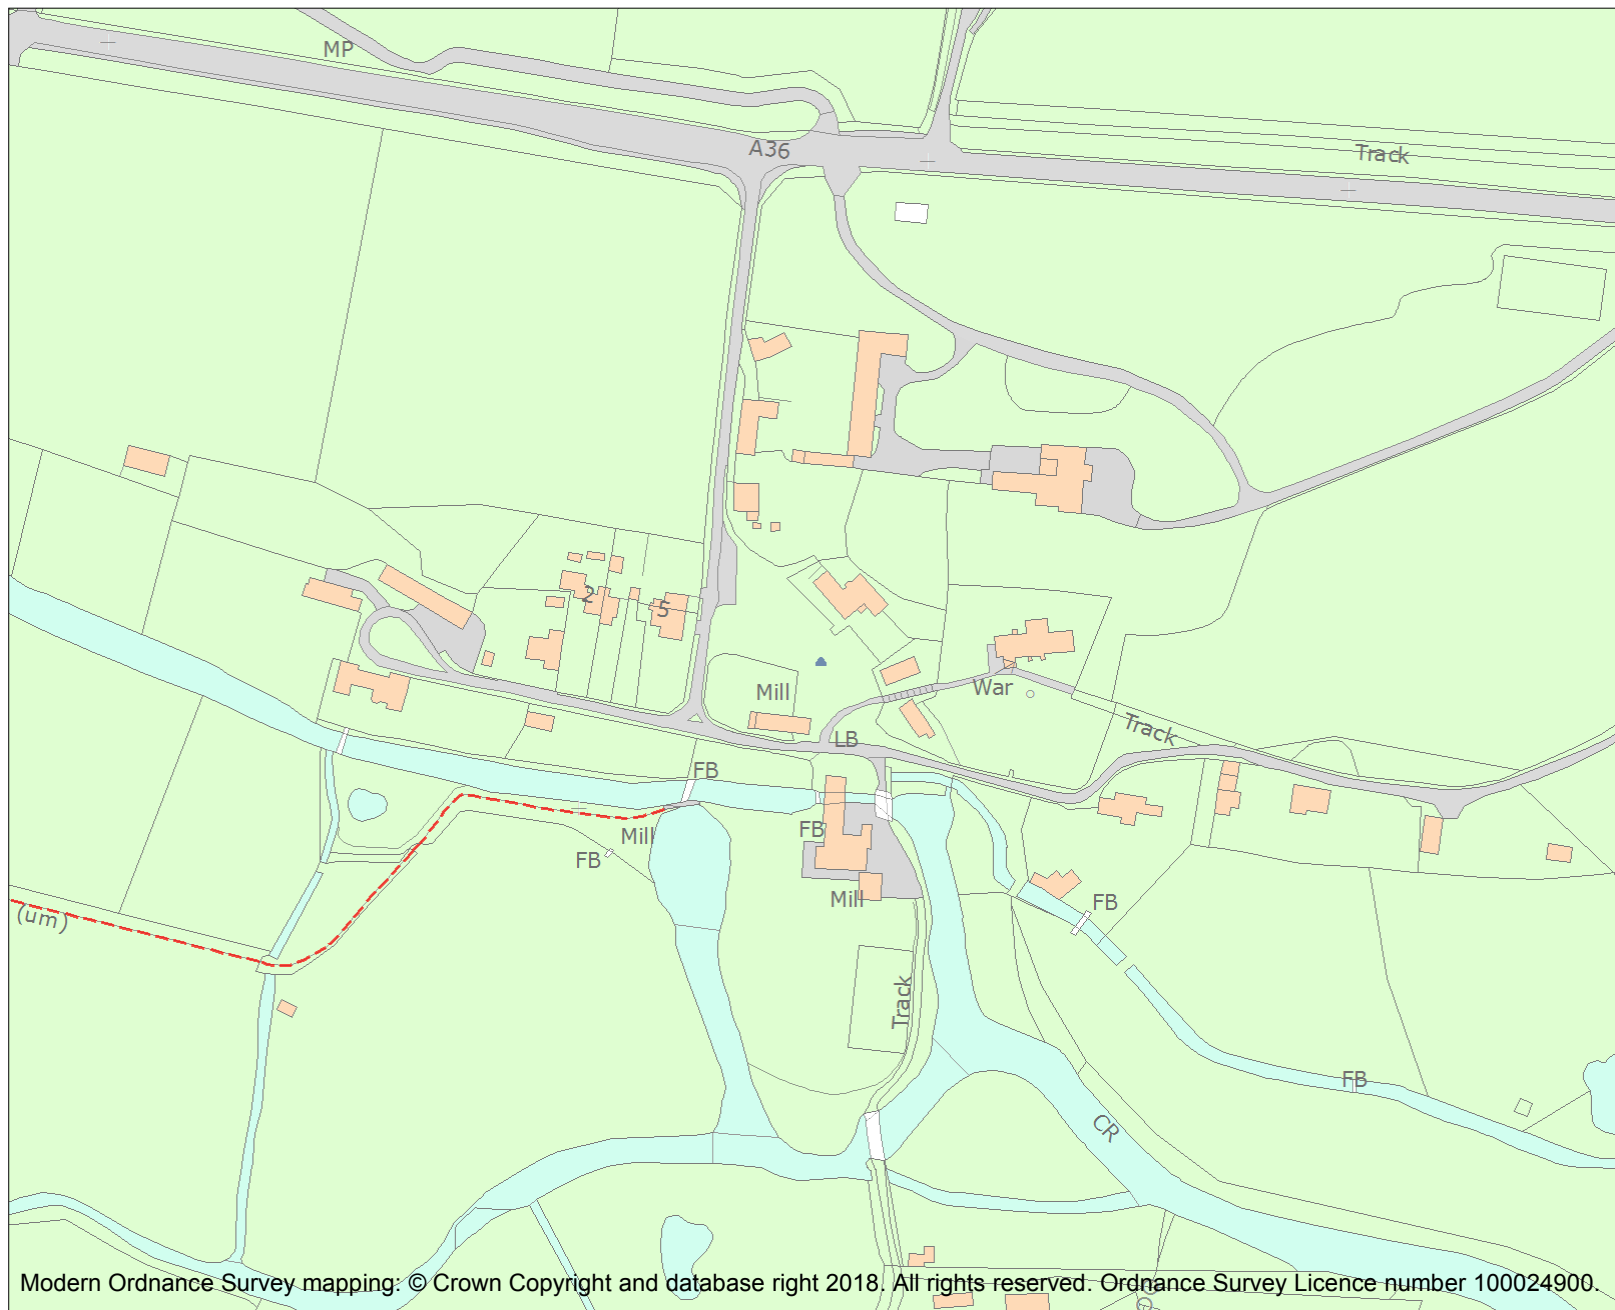 MP
A36
Track
2
5
Mill
War
Track
LB
FB
Mill
FB
FB
Mill
FB
(um)
Track
FB
CR
Modern Ordnance Survey mapping: © Crown Copyright and database right 2018. All rights reserved. Ordnance Survey Licence number 100024900.